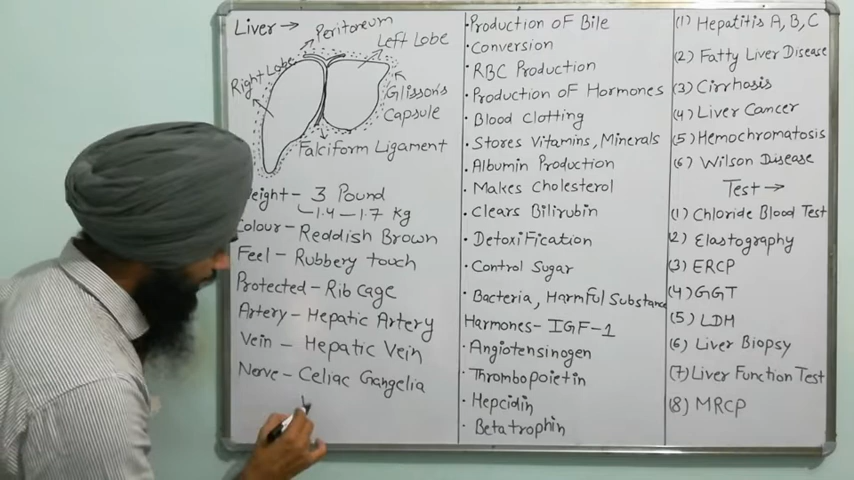 Liver →
Peritoneum
Left Lobe
Right Lobe
Glisson's
Capsule
Falciform Ligament
eight - 3 Pound
1.4 - 1.7 Kg
Colour - Reddish Brown
Feel - Rubbery touch
Protected - Rib cage
Artery - Hepatic Artery
Vein - Hepatic Vein
Nerve - Celiac Gangelia
• Production of Bile
• Conversion
• RBC Production
• Production of Hormones
• Blood Clotting
• Stores Vitamins, Minerals
• Albumin Production
• Makes Cholesterol
• Clears Bilirubin
• Detoxification
• Control Sugar
• Bacteria, Harmful Substance
Harmones - IGF-1
• Angiotensinogen
• Thrombopoietin
• Hepcidin
• Betatrophin
(1) Hepatitis A, B, C
(2) Fatty Liver Disease
(3) Cirrhosis
(4) Liver Cancer
(5) Hemochromatosis
(6) Wilson Disease
Test →
(1) Chloride Blood Test
(2) Elastography
(3) ERCP
(4) GGT
(5) LDH
(6) Liver Biopsy
(7) Liver Function Test
(8) MRCP